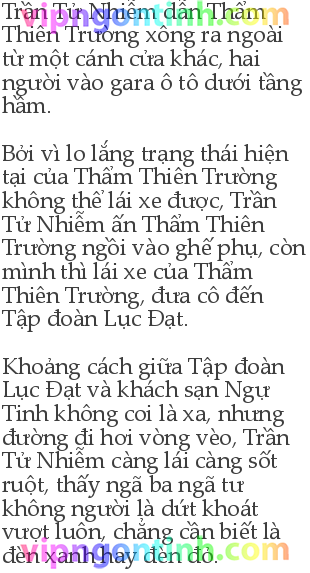 Trần Tử Nhiễm dẫn Thẩm
Thiên Trường xông ra ngoài
từ một cánh cửa khác, hai
người vào gara ô tô dưới tầng
hầm.
Bởi vì lo lắng trạng thái hiện
tại của Thẩm Thiên Trường
không thể lái xe được, Trần
Tử Nhiễm ấn Thẩm Thiên
Trường ngồi vào ghế phụ, còn
mình thì lái xe của Thẩm
Thiên Trường, đưa cô đến
Tập đoàn Lục Đạt.
Khoảng cách giữa Tập đoàn
Lục Đạt và khách sạn Ngự
Tinh không coi là xa, nhưng
đường đi hơi vòng vèo, Trần
Tử Nhiễm càng lái càng sốt
ruột, thấy ngã ba ngã tư
không người là dứt khoát
vượt luôn, chẳng cần biết là
đèn xanh hay đèn đỏ.
vipngontinh.com
vipngontinh.com